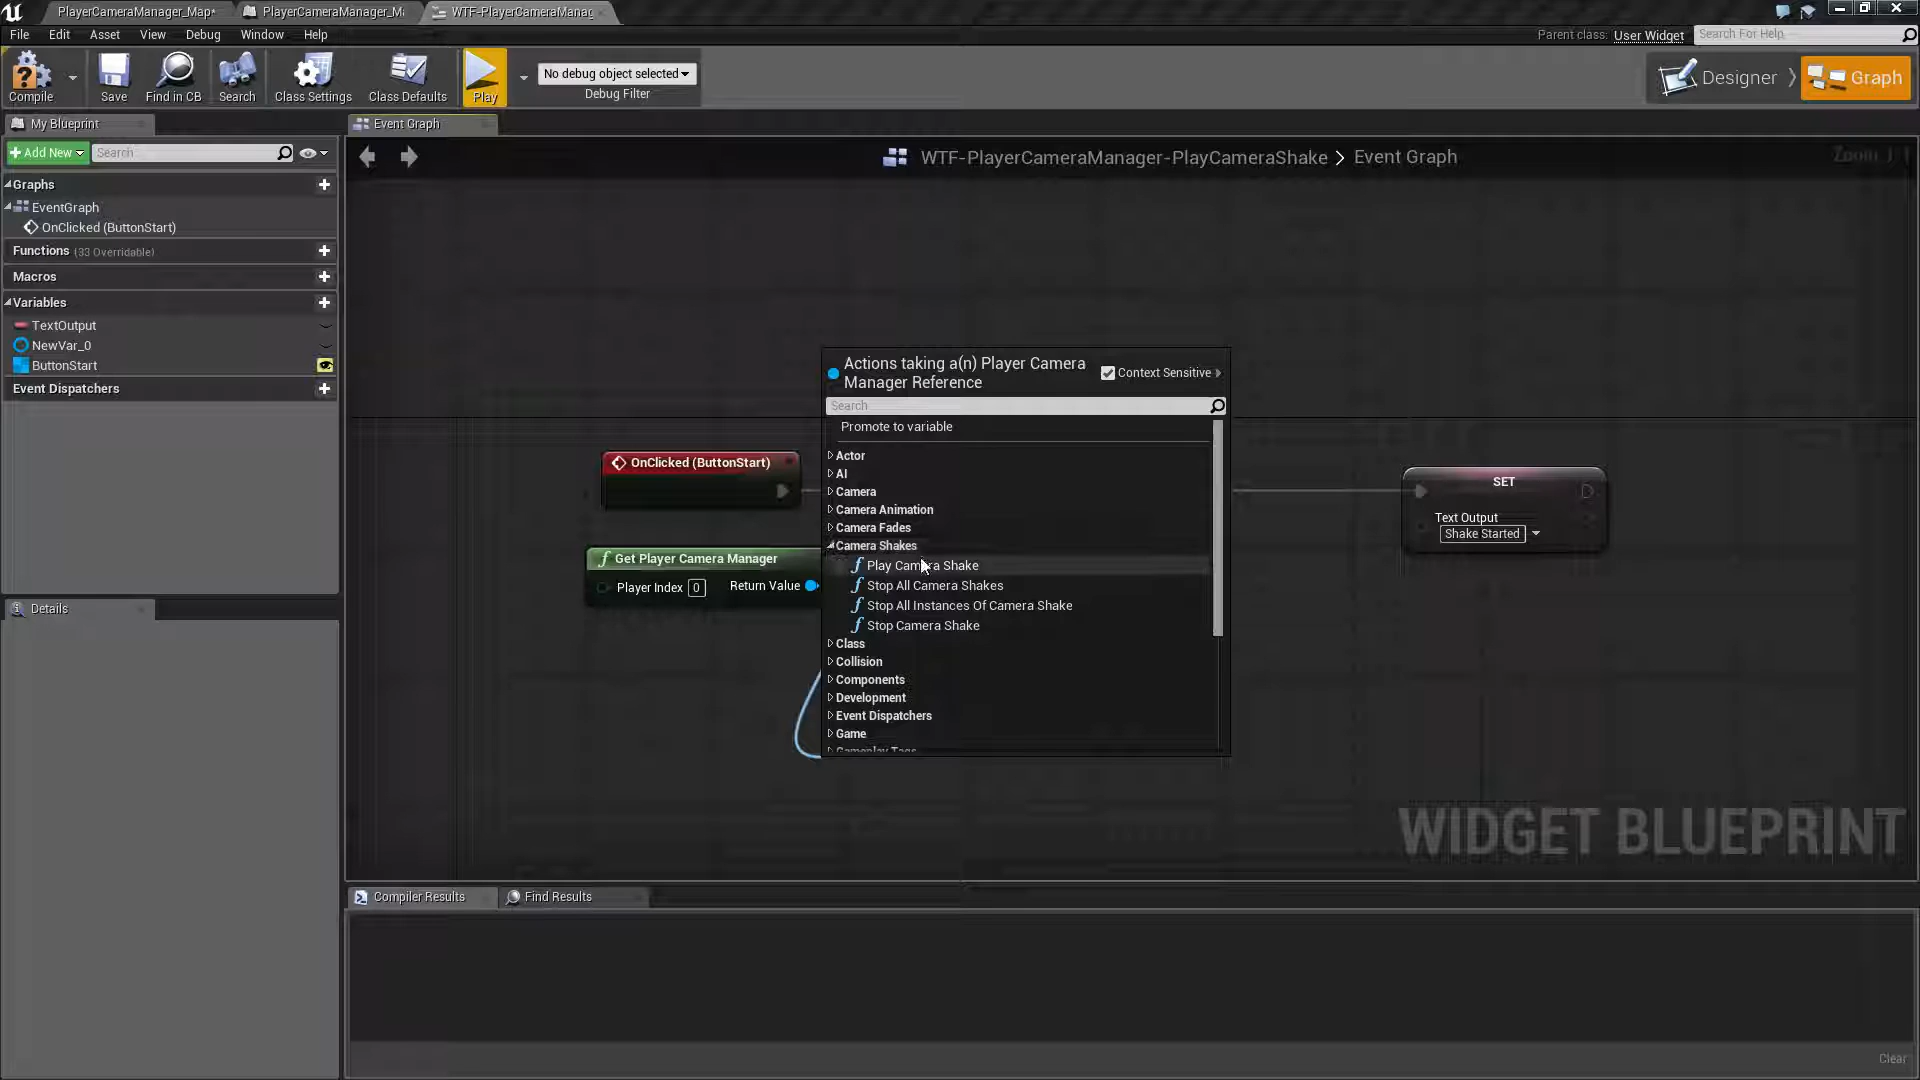 PlayerCameraManager_Map*
PlayerCameraManager_M
WTF-PlayerCameraManag
File Edit Asset View Debug Window Help
Parent class: User Widget
Search For Help
Compile
Save
Find in CB
Search
Class Settings
Class Defaults
Play
No debug object selected
Debug Filter
Designer
Graph
My Blueprint
Event Graph
Add New
Search
WTF-PlayerCameraManager-PlayCameraShake > Event Graph
Graphs
EventGraph
OnClicked (ButtonStart)
Functions (33 Overridable)
Macros
Variables
TextOutput
NewVar_0
ButtonStart
Event Dispatchers
Details
Actions taking a(n) Player Camera
Manager Reference
Context Sensitive
Search
Promote to variable
Actor
AI
Camera
Camera Animation
Camera Fades
Camera Shakes
Play Camera Shake
Stop All Camera Shakes
Stop All Instances Of Camera Shake
Stop Camera Shake
Class
Collision
Components
Development
Event Dispatchers
Game
Gameplay Tags
OnClicked (ButtonStart)
f Get Player Camera Manager
Player Index 0
Return Value
SET
Text Output
Shake Started
WIDGET BLUEPRINT
Compiler Results
Find Results
Clear